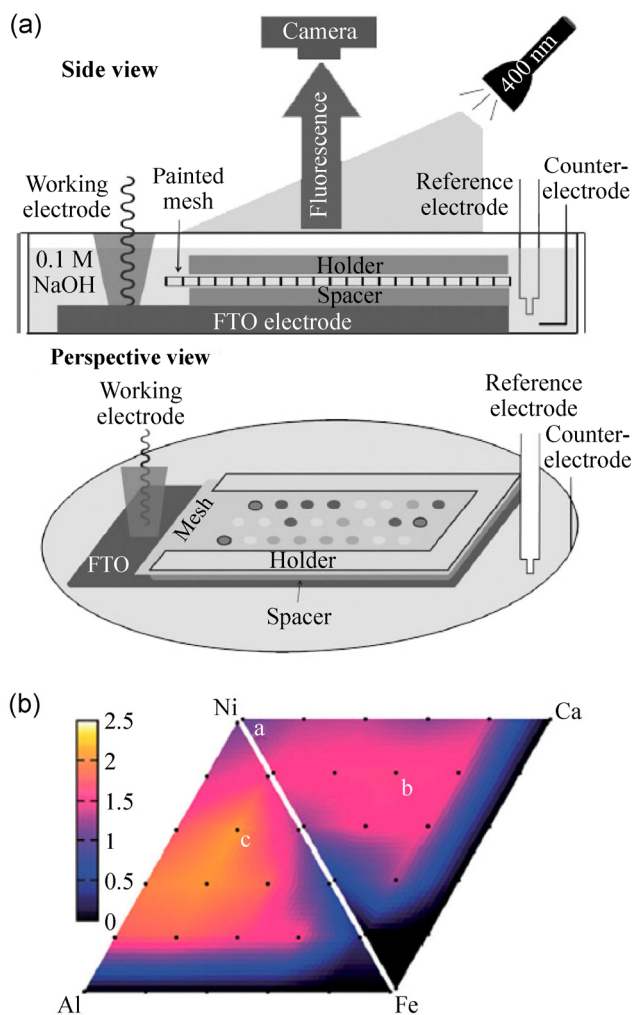 (a)
Camera
Side view
400 nm
Fluorescence
Working
electrode
Painted
mesh
Reference
electrode
Counter-
electrode
0.1 M
NaOH
Holder
Spacer
FTO electrode
Perspective view
Working
electrode
Reference
electrode
Counter-
electrode
Mesh
FTO
Holder
Spacer
(b)
Ni
Ca
2.5
2
1.5
1
0.5
0
a
b
c
Al
Fe